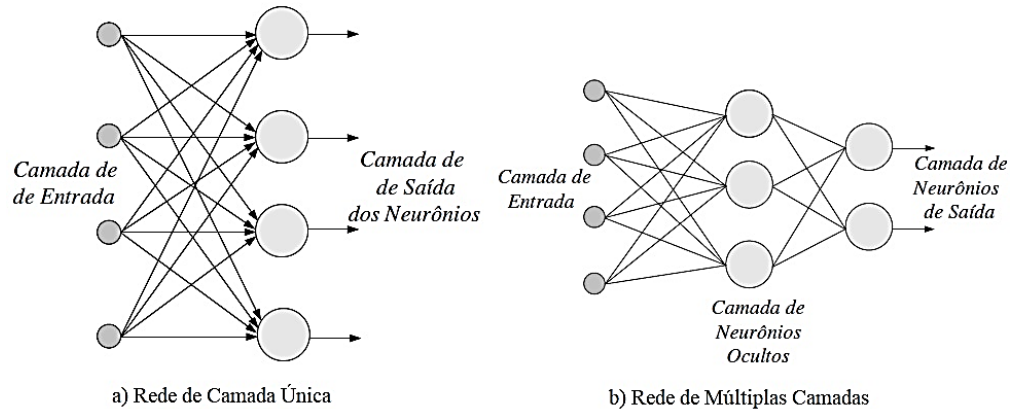 Camada de
de Entrada
Camada de
de Saída
dos Neurônios
a) Rede de Camada Única
Camada de
Entrada
Camada de
Neurônios
Ocultos
Camada de
Neurônios
de Saída
b) Rede de Múltiplas Camadas